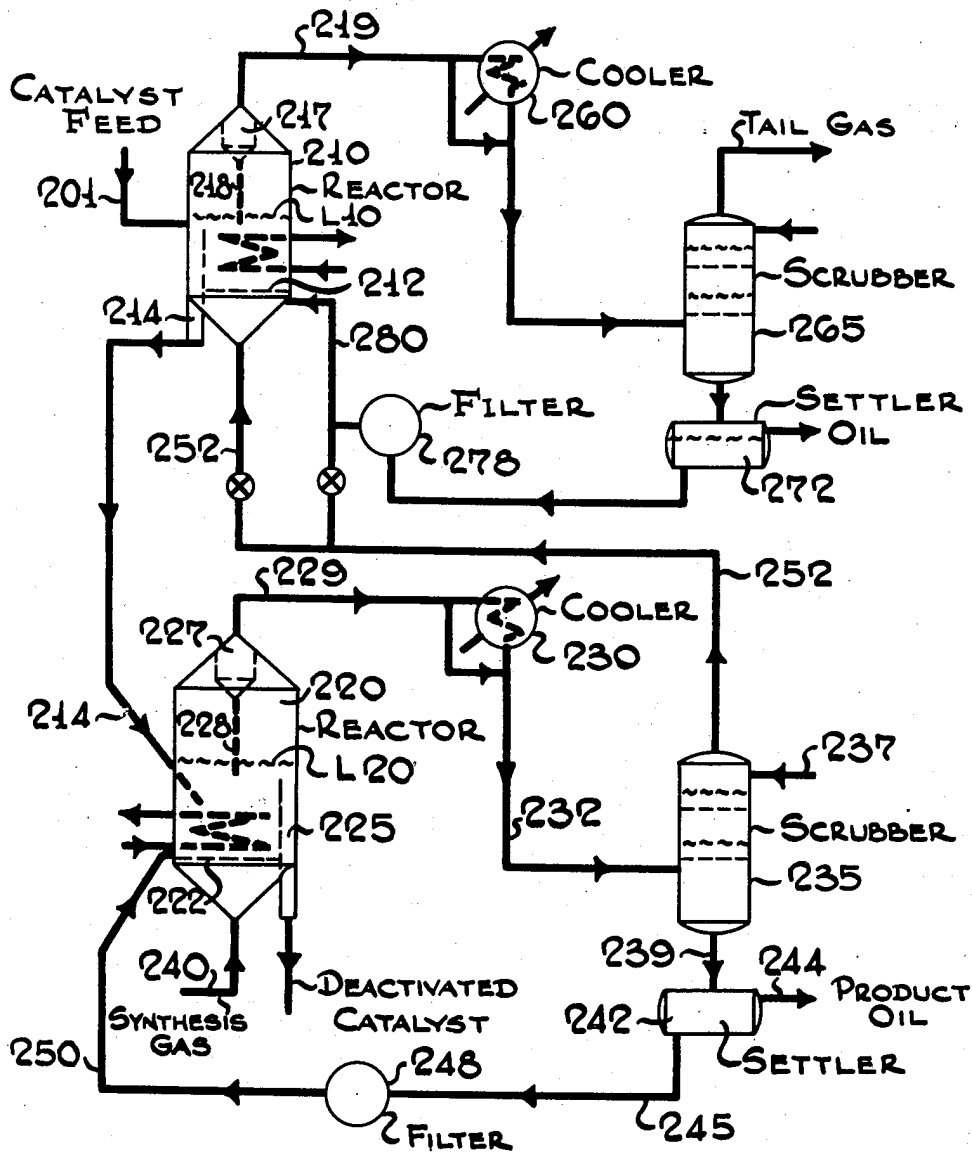 219
COOLER
260
CATALYST
FEED
217
210
TAIL GAS
201
218
REACTOR
L10
SCRUBBER
212
214
280
265
FILTER
SETTLER
OIL
252
278
272
229
252
COOLER
227
230
220
214
228
REACTOR
237
L20
225
232
SCRUBBER
222
235
239
240
244
DEACTIVATED
CATALYST
PRODUCT
OIL
SYNTHESIS
GAS
242
250
248
SETTLER
245
FILTER